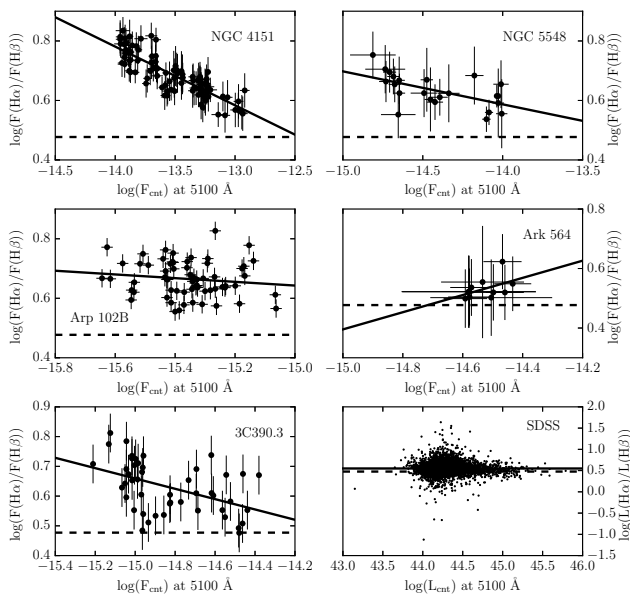 NGC 4151
log(F(Hα)/F(Hβ))
0.8
0.6
0.4
−14.5 −14.0 −13.5 −13.0 −12.5
log(Fcnt) at 5100 Å
NGC 5548
log(F(Hα)/F(Hβ))
0.8
0.6
0.4
−15.0 −14.5 −14.0 −13.5
log(Fcnt) at 5100 Å
Arp 102B
log(F(Hα)/F(Hβ))
0.8
0.6
0.4
−15.8 −15.6 −15.4 −15.2 −15.0
log(Fcnt) at 5100 Å
Ark 564
log(F(Hα)/F(Hβ))
0.8
0.6
0.4
−15.0 −14.8 −14.6 −14.4 −14.2
log(Fcnt) at 5100 Å
3C390.3
log(F(Hα)/F(Hβ))
0.9
0.8
0.7
0.6
0.5
0.4
−15.4 −15.2 −15.0 −14.8 −14.6 −14.4 −14.2
log(Fcnt) at 5100 Å
SDSS
log(L(Hα)/L(Hβ))
2.0
1.5
1.0
0.5
0.0
−0.5
−1.0
−1.5
43.0 43.5 44.0 44.5 45.0 45.5 46.0
log(Lcnt) at 5100 Å